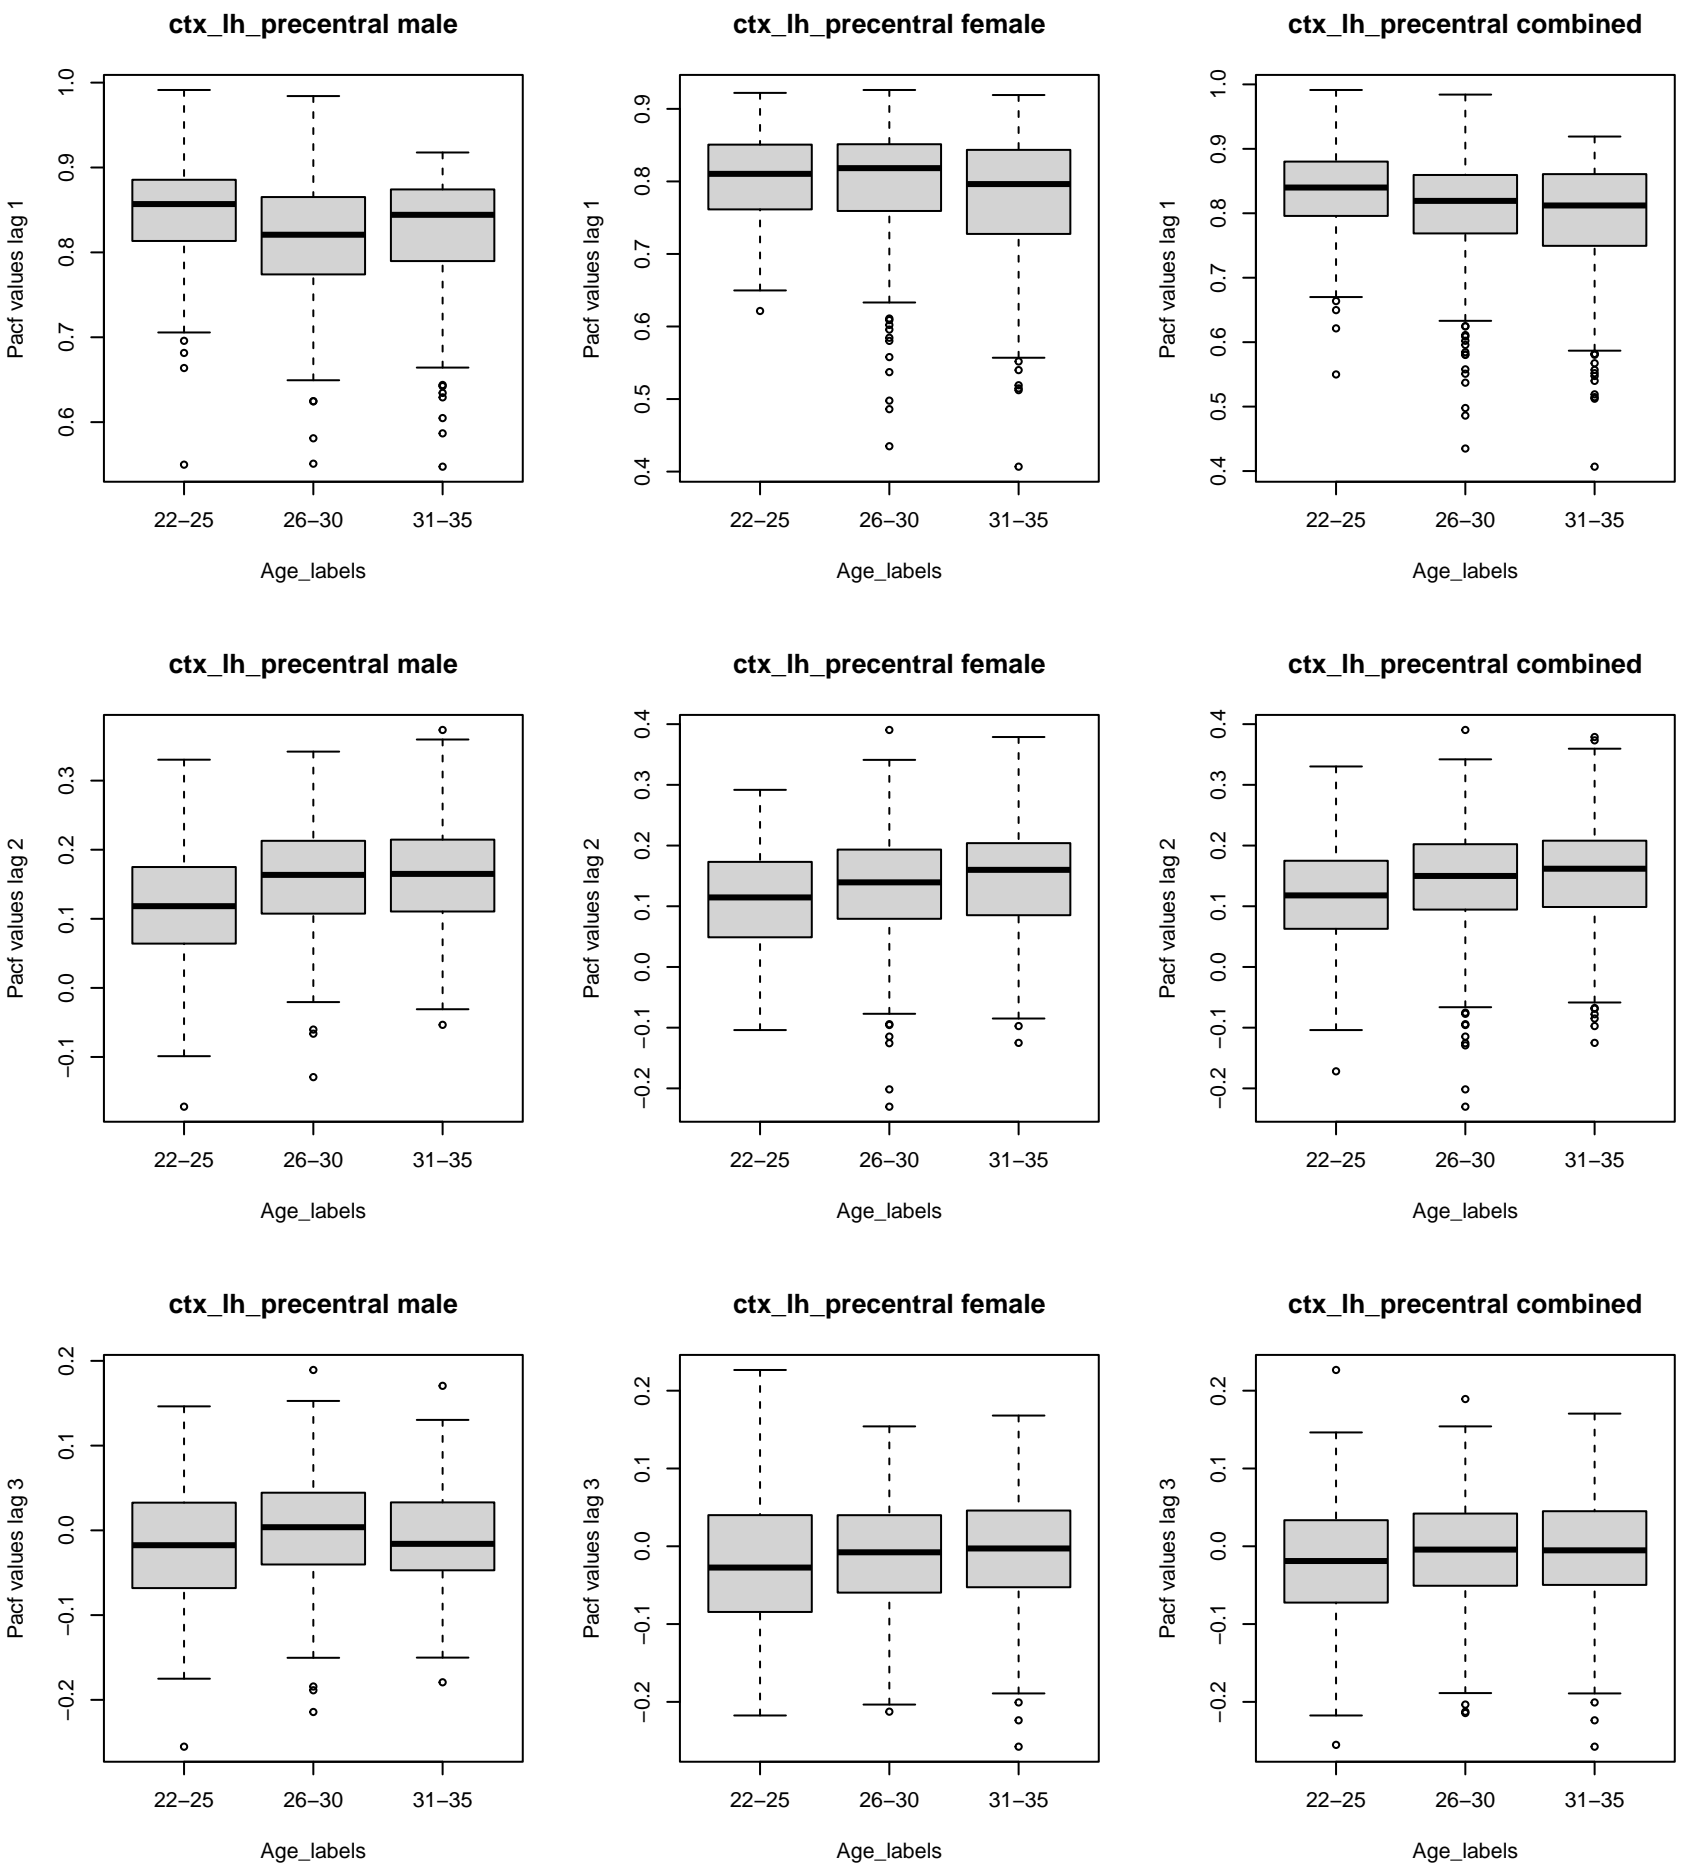 ctx_lh_precentral male
ctx_lh_precentral female
ctx_lh_precentral combined
Pacf values lag 1
1.0
0.9
0.8
0.7
0.6
22−25
26−30
31−35
Age_labels
Pacf values lag 1
0.9
0.8
0.7
0.6
0.5
0.4
22−25
26−30
31−35
Age_labels
Pacf values lag 1
1.0
0.9
0.8
0.7
0.6
0.5
0.4
22−25
26−30
31−35
Age_labels
ctx_lh_precentral male
ctx_lh_precentral female
ctx_lh_precentral combined
Pacf values lag 2
0.3
0.2
0.1
0.0
−0.1
22−25
26−30
31−35
Age_labels
Pacf values lag 2
0.4
0.3
0.2
0.1
0.0
−0.1
−0.2
22−25
26−30
31−35
Age_labels
Pacf values lag 2
0.4
0.3
0.2
0.1
0.0
−0.1
−0.2
22−25
26−30
31−35
Age_labels
ctx_lh_precentral male
ctx_lh_precentral female
ctx_lh_precentral combined
Pacf values lag 3
0.2
0.1
0.0
−0.1
−0.2
22−25
26−30
31−35
Age_labels
Pacf values lag 3
0.2
0.1
0.0
−0.1
−0.2
22−25
26−30
31−35
Age_labels
Pacf values lag 3
0.2
0.1
0.0
−0.1
−0.2
22−25
26−30
31−35
Age_labels